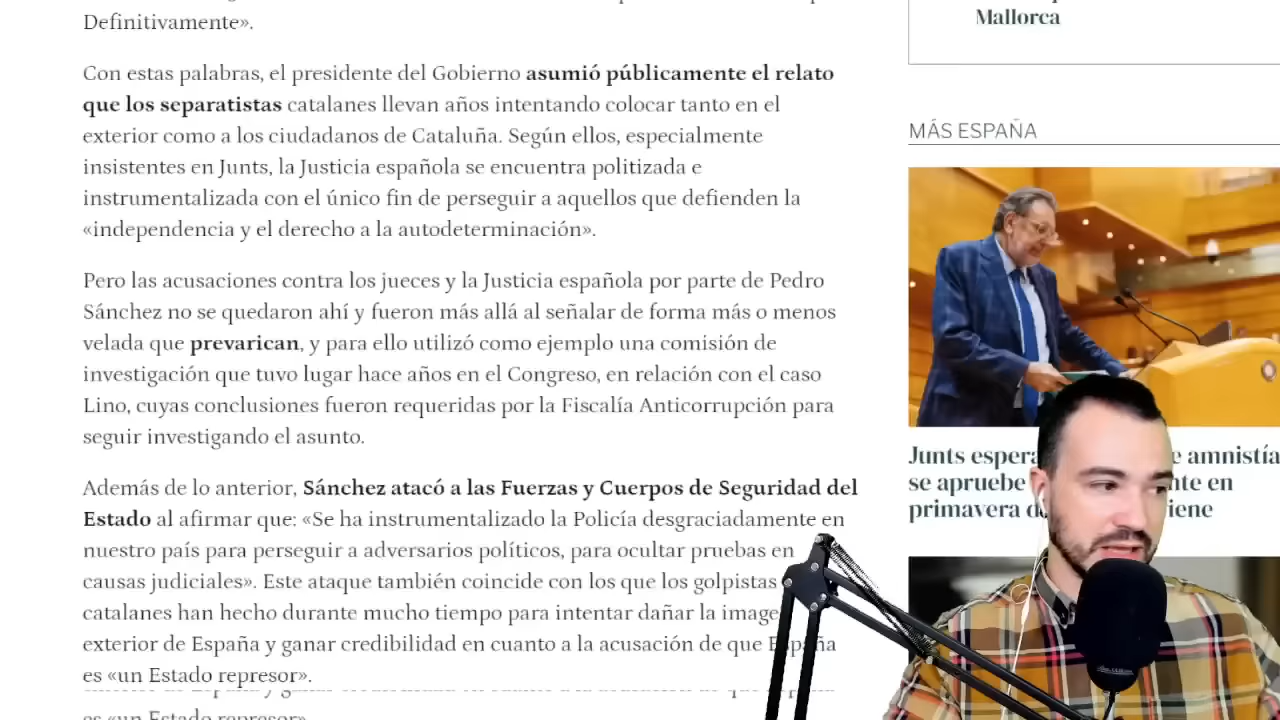 Definitivamente».
Con estas palabras, el presidente del Gobierno asumió públicamente el relato
que los separatistas catalanes llevan años intentando colocar tanto en el
exterior como a los ciudadanos de Cataluña. Según ellos, especialmente
insistentes en Junts, la Justicia española se encuentra politizada e
instrumentalizada con el único fin de perseguir a aquellos que defienden la
«independencia y el derecho a la autodeterminación».
Pero las acusaciones contra los jueces y la Justicia española por parte de Pedro
Sánchez no se quedaron ahí y fueron más allá al señalar de forma más o menos
velada que prevarican, y para ello utilizó como ejemplo una comisión de
investigación que tuvo lugar hace años en el Congreso, en relación con el caso
Lino, cuyas conclusiones fueron requeridas por la Fiscalía Anticorrupción para
seguir investigando el asunto.
Además de lo anterior, Sánchez atacó a las Fuerzas y Cuerpos de Seguridad del
Estado al afirmar que: «Se ha instrumentalizado la Policía desgraciadamente en
nuestro país para perseguir a adversarios políticos, para ocultar pruebas en
causas judiciales». Este ataque también coincide con los que los golpistas
catalanes han hecho durante mucho tiempo para intentar dañar la image
exterior de España y ganar credibilidad en cuanto a la acusación de que España
es «un Estado represor».
es «un Estado represor»
Mallorca
MÁS ESPAÑA
Junts espera e amnistía
se apruebe nte en
primavera d iene